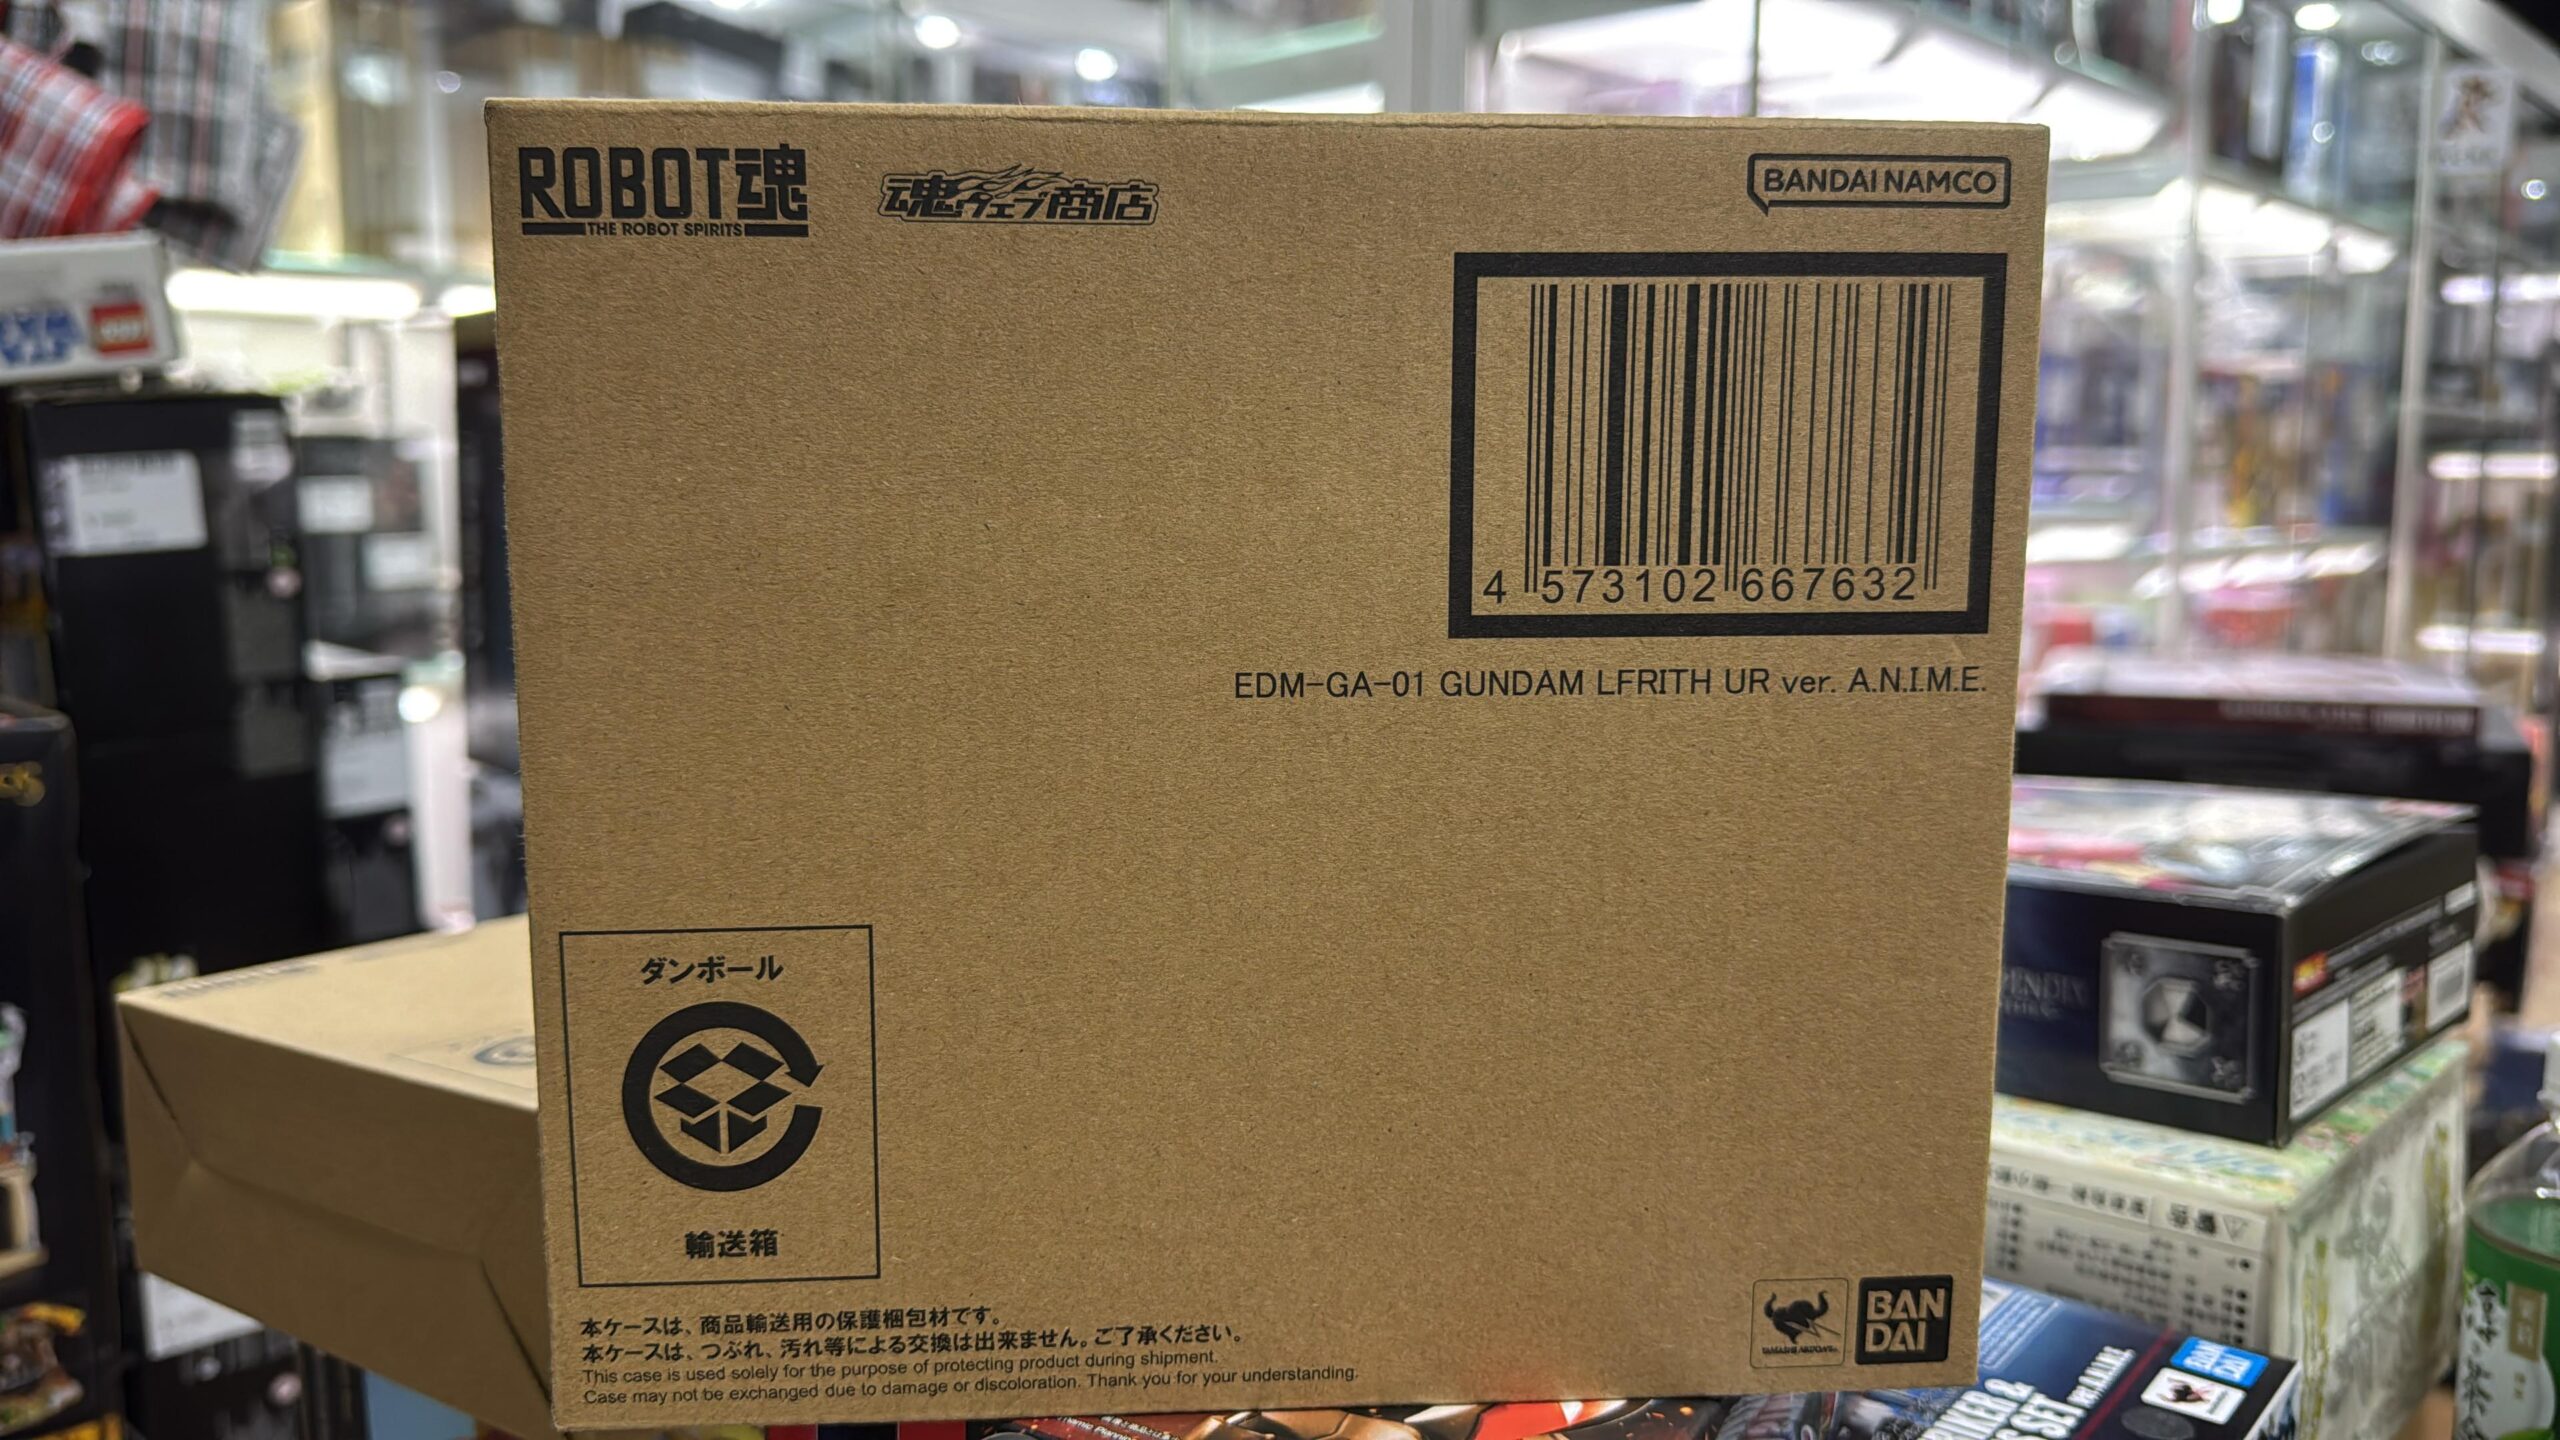 ROBOT魂
THE ROBOT SPIRITS
魂ウェブ商店
BANDAI NAMCO
4 573102 667632
EDM-GA-01 GUNDAM LFRITH UR ver. A.N.I.M.E.
ダンボール
輸送箱
本ケースは、商品輸送用の保護梱包材です。
本ケースは、つぶれ、汚れ等による交換は出来ません。ご了承ください。
This case is used solely for the purpose of protecting product during shipment.
Case may not be exchanged due to damage or discoloration. Thank you for your understanding.
TAMASHII NATIONS
BAN
DAI